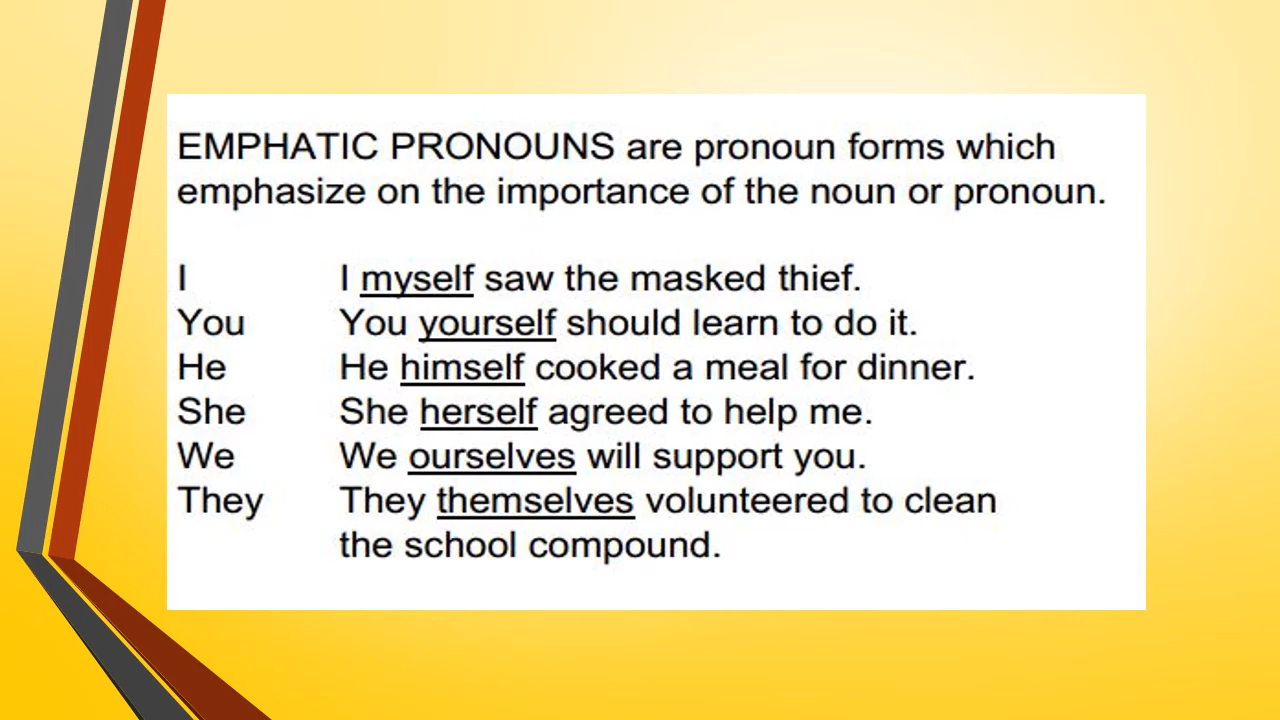 EMPHATIC PRONOUNS are pronoun forms which
emphasize on the importance of the noun or pronoun.
I I myself saw the masked thief.
You You yourself should learn to do it.
He He himself cooked a meal for dinner.
She She herself agreed to help me.
We We ourselves will support you.
They They themselves volunteered to clean
the school compound.